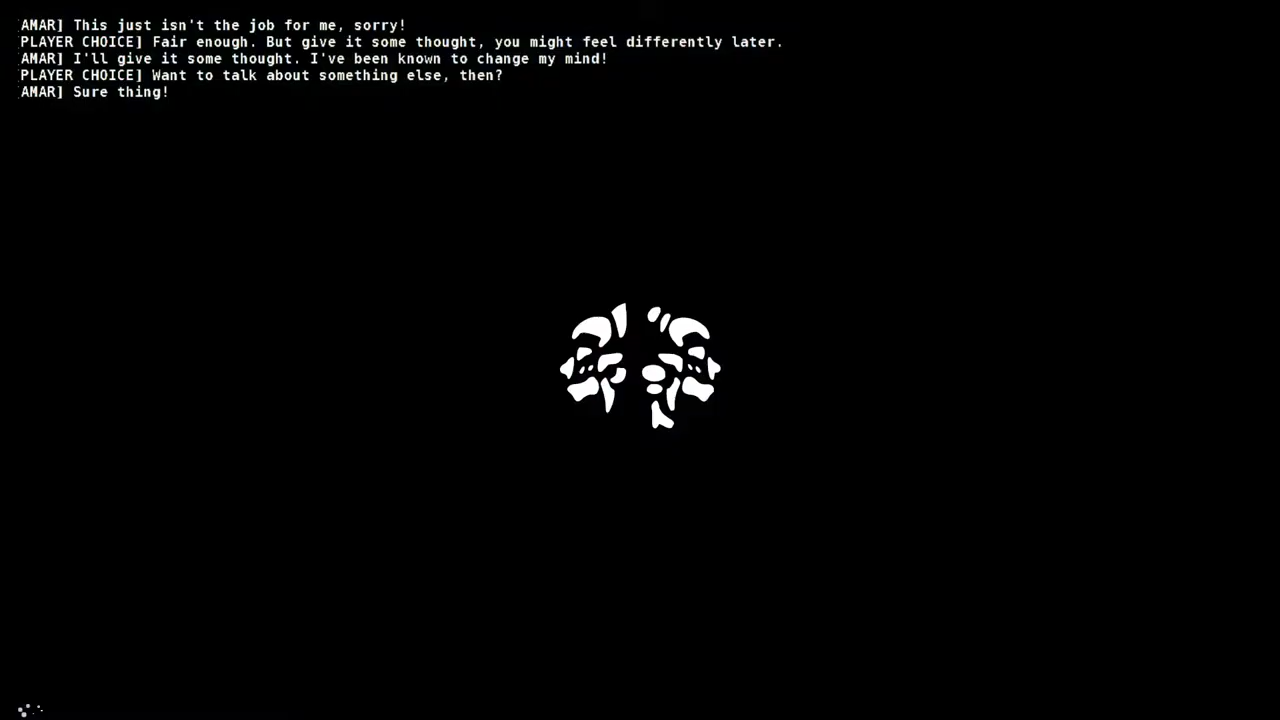 [AMAR] This just isn't the job for me, sorry!
[PLAYER CHOICE] Fair enough. But give it some thought, you might feel differently later.
[AMAR] I'll give it some thought. I've been known to change my mind!
[PLAYER CHOICE] Want to talk about something else, then?
[AMAR] Sure thing!